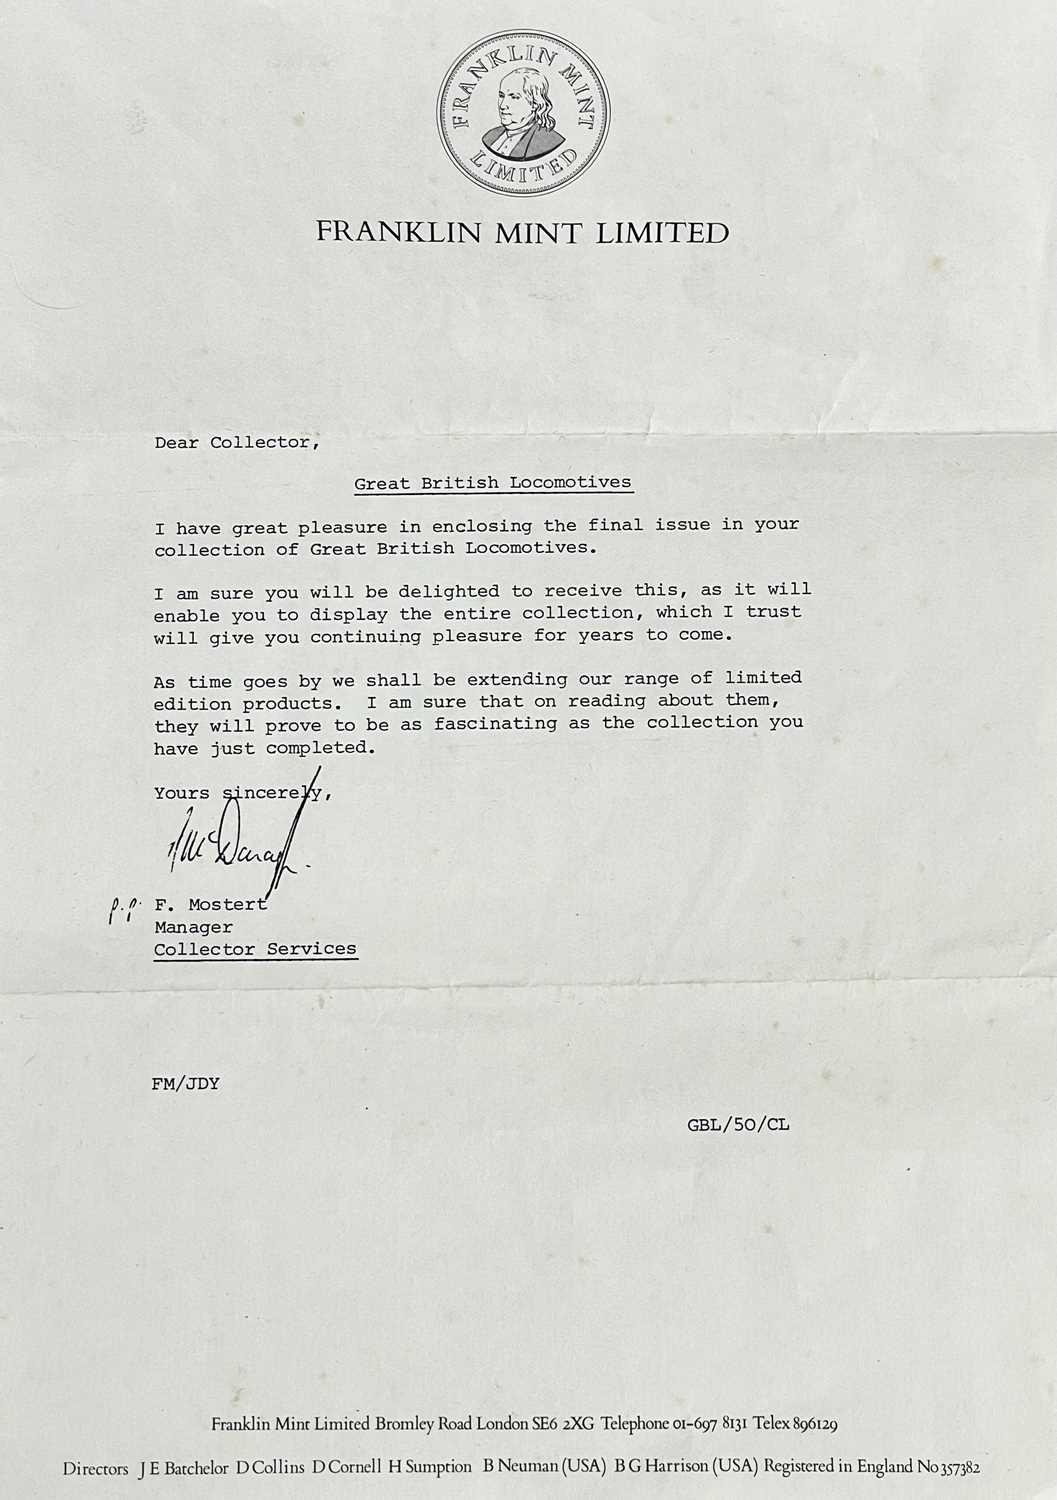 FRANKLIN MINT
LIMITED
FRANKLIN MINT LIMITED
Dear Collector,
Great British Locomotives
I have great pleasure in enclosing the final issue in your
collection of Great British Locomotives.
I am sure you will be delighted to receive this, as it will
enable you to display the entire collection, which I trust
will give you continuing pleasure for years to come.
As time goes by we shall be extending our range of limited
edition products. I am sure that on reading about them,
they will prove to be as fascinating as the collection you
have just completed.
Yours sincerely,
McDanagh.
p.p. F. Mostert
Manager
Collector Services
FM/JDY
GBL/50/CL
Franklin Mint Limited Bromley Road London SE6 2XG Telephone 01-697 8131 Telex 896129
Directors J E Batchelor D Collins D Cornell H Sumption B Neuman (USA) B G Harrison (USA) Registered in England No 357382